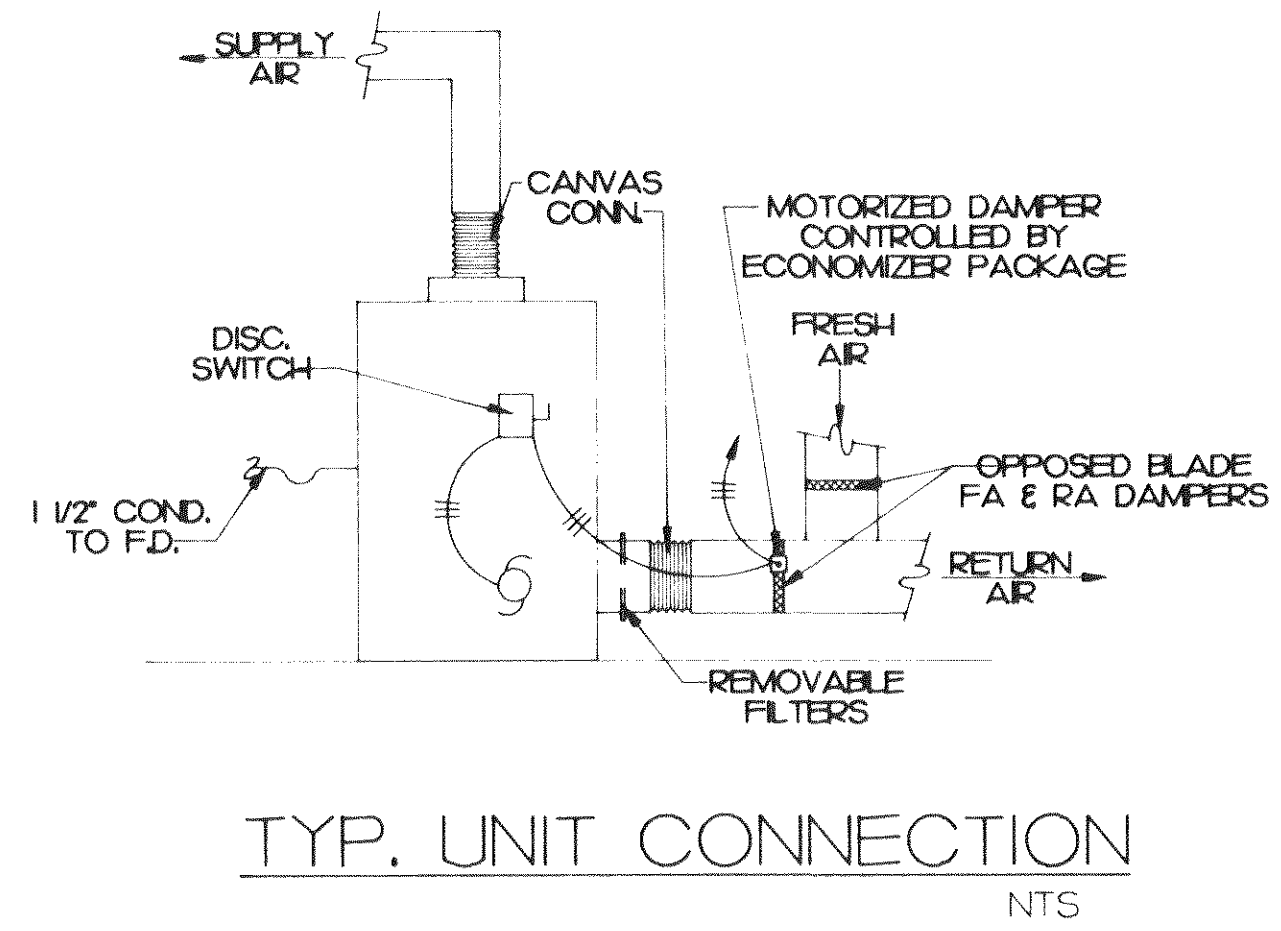 SUPPLY
AIR
CANVAS
CONN.
MOTORIZED DAMPER
CONTROLLED BY
ECONOMIZER PACKAGE
FRESH
AIR
DISC.
SWITCH
OPPOSED BLADE
FA & RA DAMPERS
1 1/2" COND.
TO F.D.
RETURN
AIR
REMOVABLE
FILTERS
TYP. UNIT CONNECTION
NTS